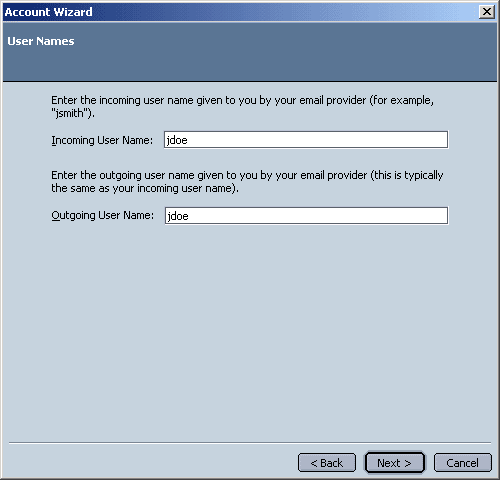 Account Wizard
User Names
Enter the incoming user name given to you by your email provider (for example,
"jsmith").
Incoming User Name: jdoe
Enter the outgoing user name given to you by your email provider (this is typically
the same as your incoming user name).
Outgoing User Name: jdoe
< Back Next > Cancel